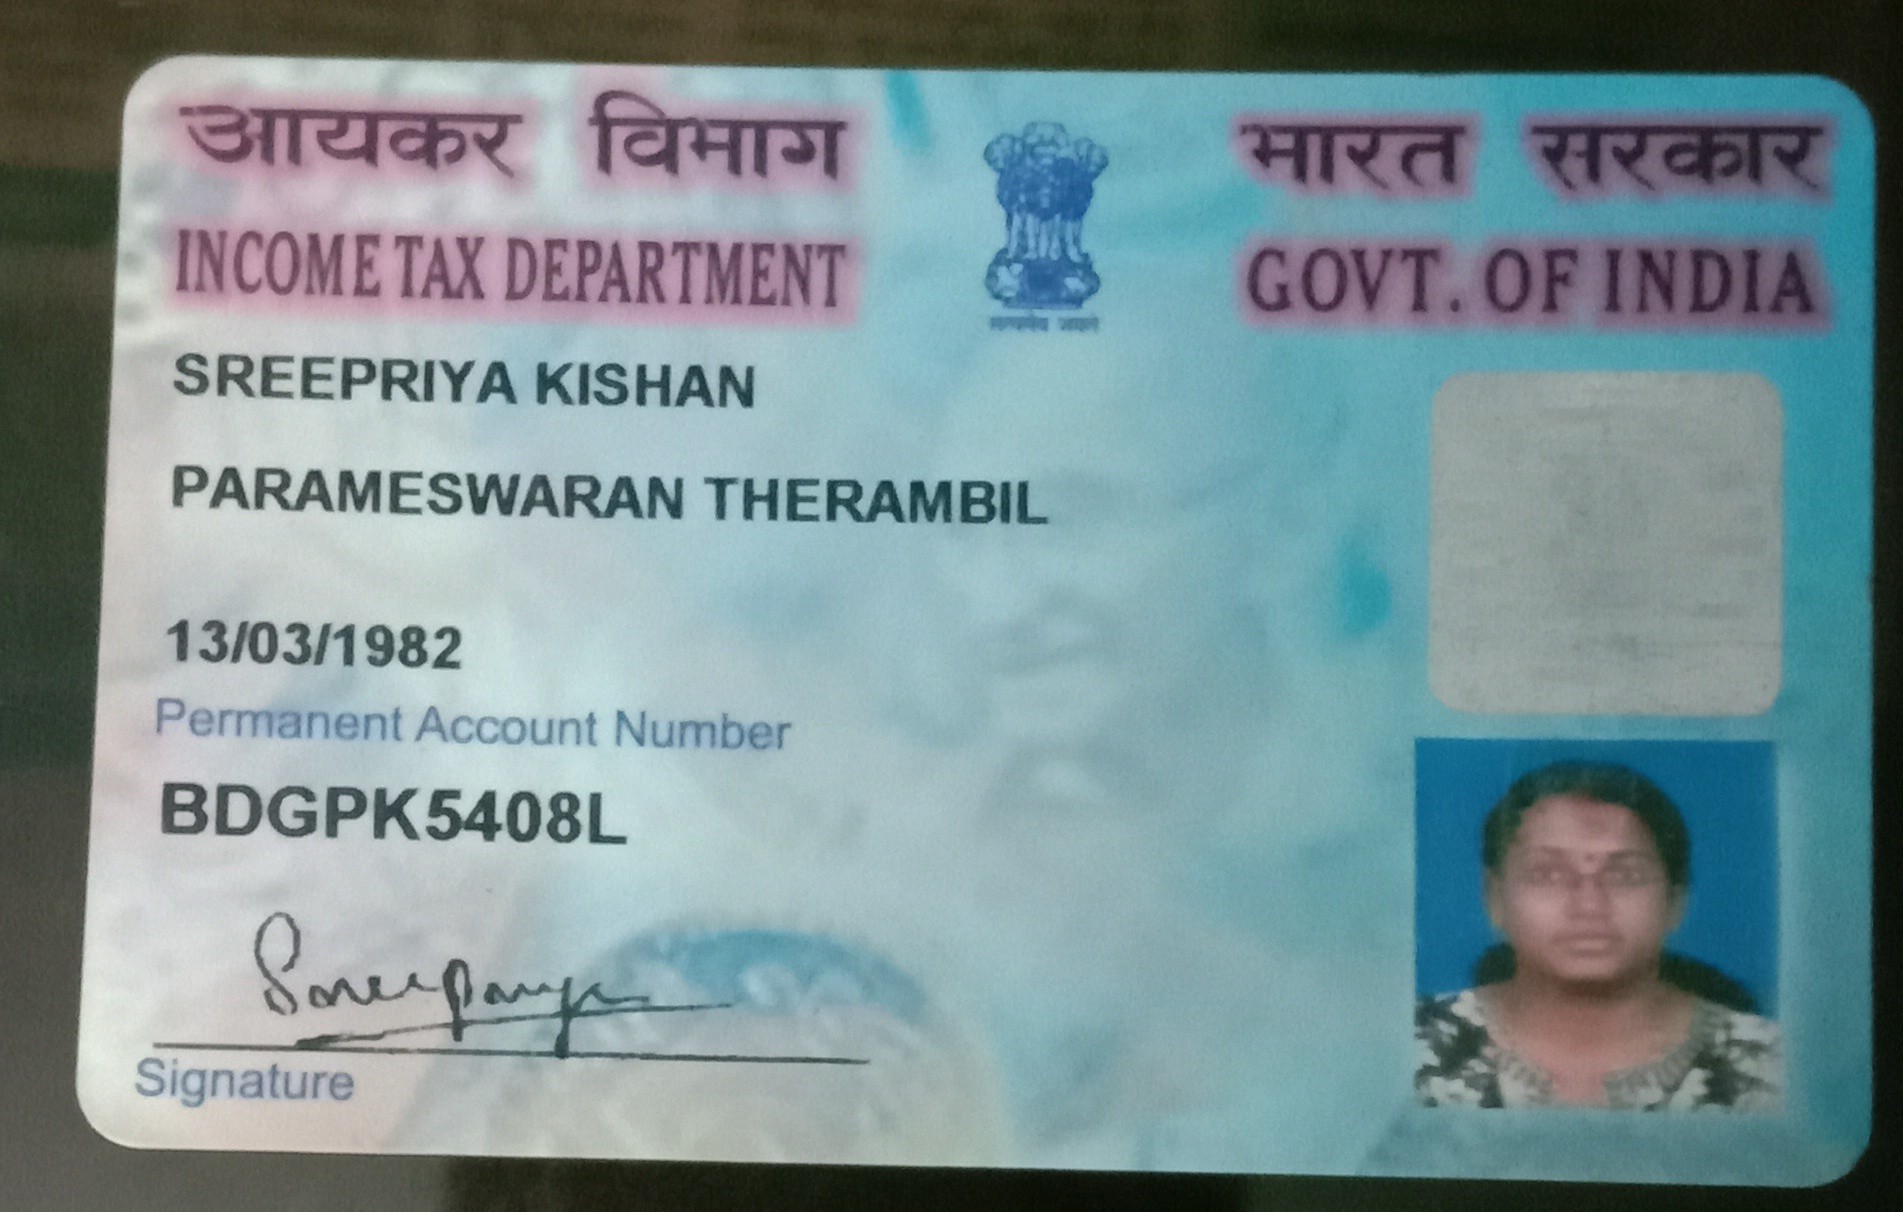 आयकर विभाग
INCOME TAX DEPARTMENT
भारत सरकार
GOVT. OF INDIA
सत्यमेव जयते
SREEPRIYA KISHAN
PARAMESWARAN THERAMBIL
13/03/1982
Permanent Account Number
BDGPK5408L
Sreepriya
Signature